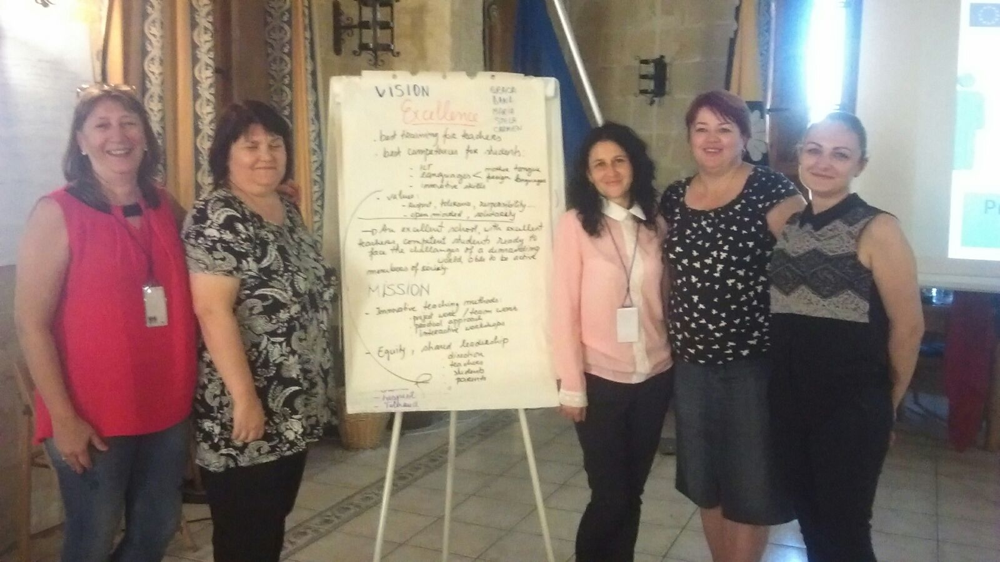 VISION
GRACA
DANA
MARIA
STELA
CARMEN
Excellence
. best training for teachers
. best competences for students:
- ICT
- languages < mother tongue
foreign languages
- innovative skills
- values:
- respect, tolerance, responsibility
- open minded, solidarity
An excellent school, with excellent
teachers, competent students ready to
face the challenges of a demanding
world, able to be active
members of society.
MISSION
- Innovative teaching methods:
. project work / team work
. practical approach
. interactive workshops
- Equity, shared leadership
. direction
. teachers
. students
. parents
- Respect